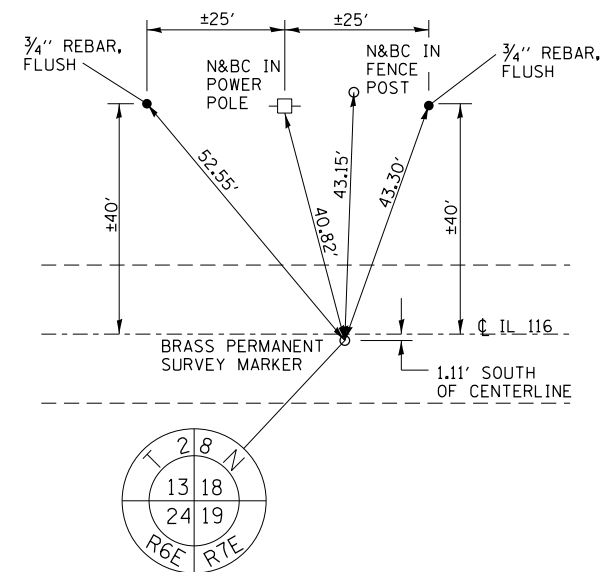 ±25′ ±25′
3/4′′ REBAR,
FLUSH
N&BC IN
POWER
POLE
N&BC IN
FENCE
POST
3/4′′ REBAR,
FLUSH
52.55′
40.82′
43.15′
43.30′
±40′
±40′
℄ IL 116
BRASS PERMANENT
SURVEY MARKER
1.11′ SOUTH
OF CENTERLINE
T 28 N
13 18
24 19
R6E R7E